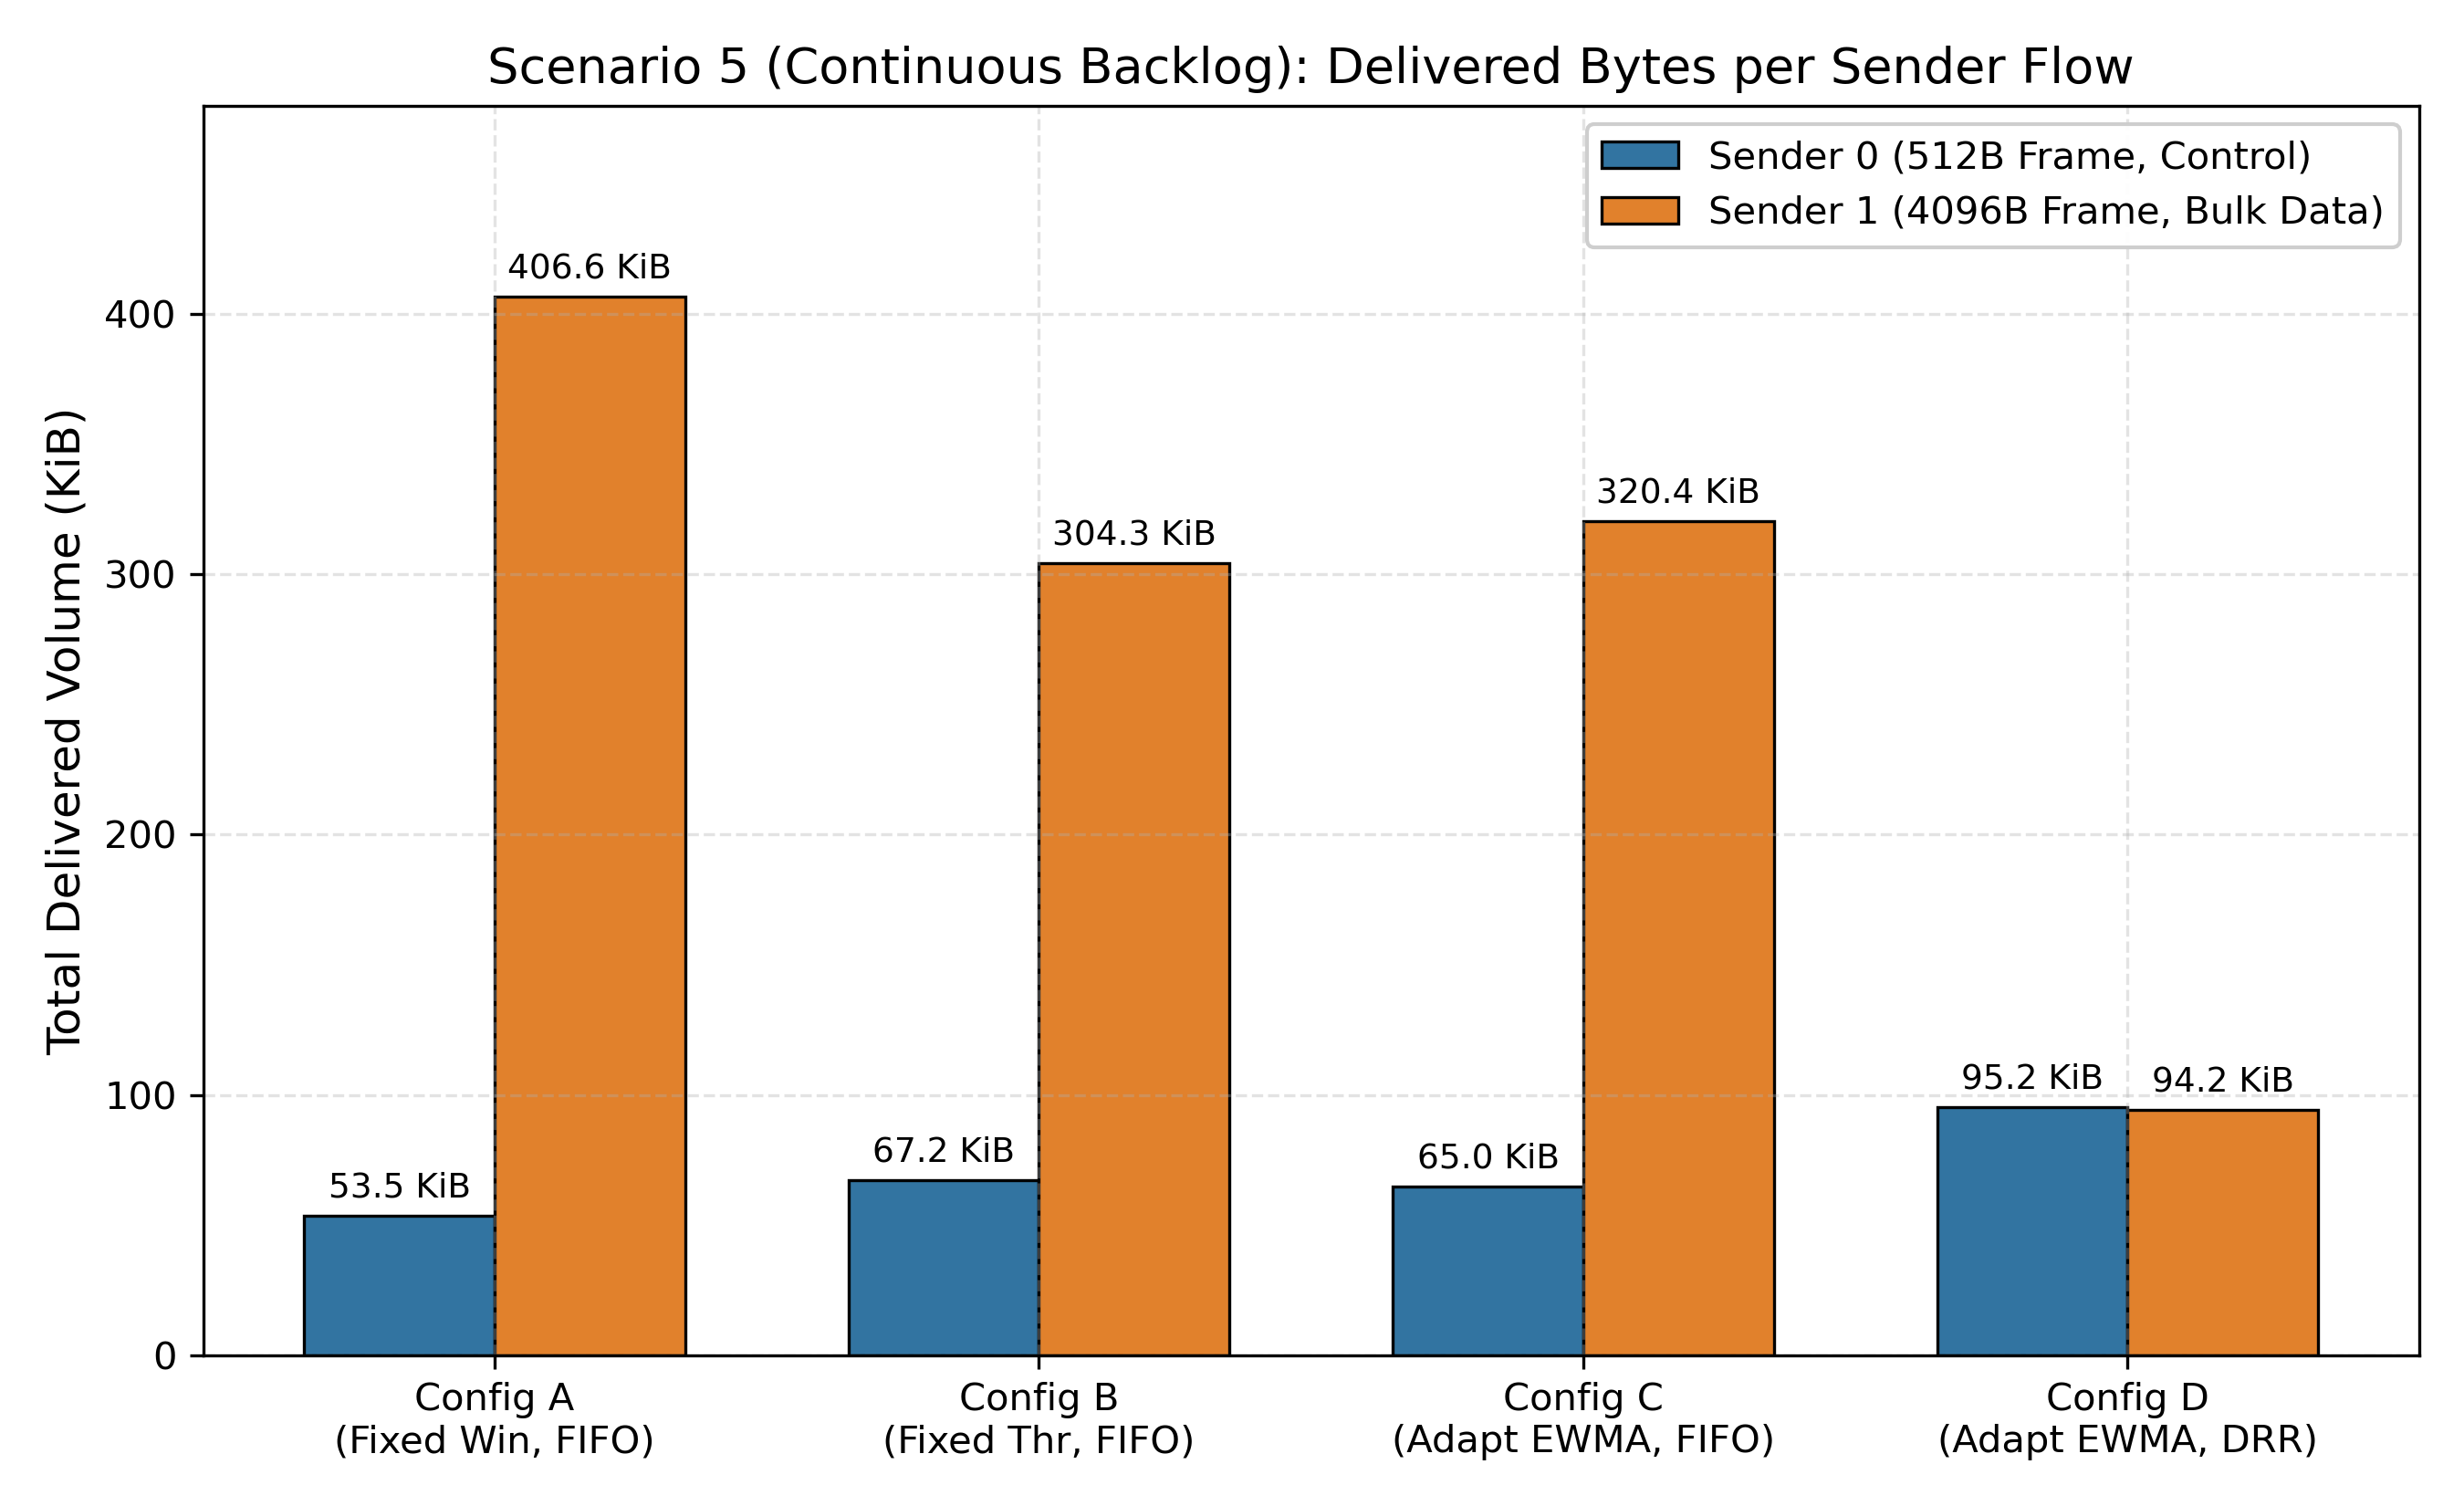 Scenario 5 (Continuous Backlog): Delivered Bytes per Sender Flow
Sender 0 (512B Frame, Control)
Sender 1 (4096B Frame, Bulk Data)
Total Delivered Volume (KiB)
400
300
200
100
0
53.5 KiB
406.6 KiB
67.2 KiB
304.3 KiB
65.0 KiB
320.4 KiB
95.2 KiB
94.2 KiB
Config A
(Fixed Win, FIFO)
Config B
(Fixed Thr, FIFO)
Config C
(Adapt EWMA, FIFO)
Config D
(Adapt EWMA, DRR)